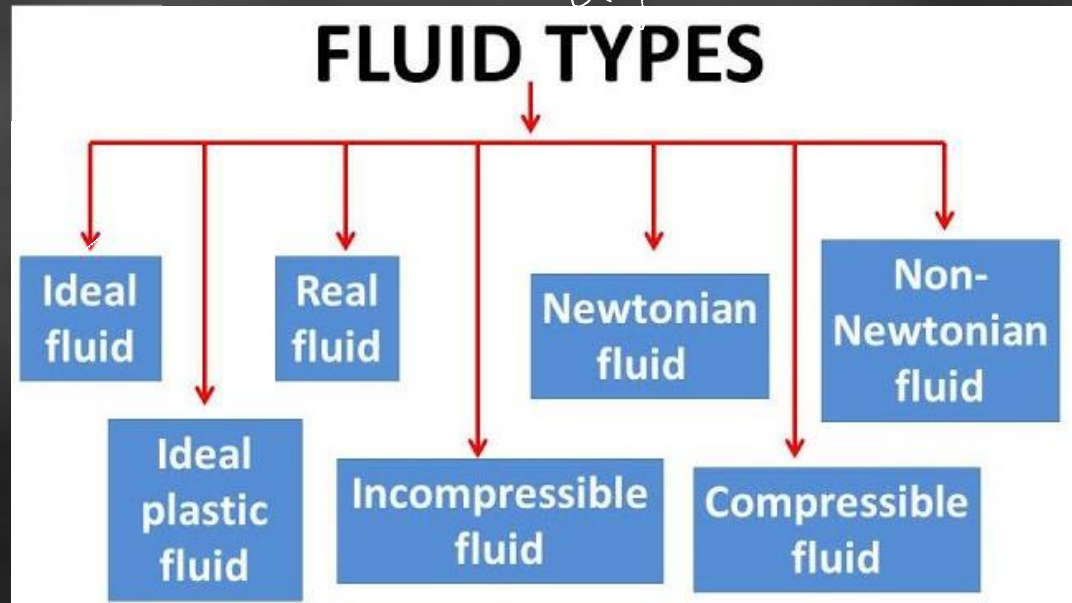 FLUID TYPES
Ideal
fluid
Real
fluid
Newtonian
fluid
Non-
Newtonian
fluid
Ideal
plastic
fluid
Incompressible
fluid
Compressible
fluid